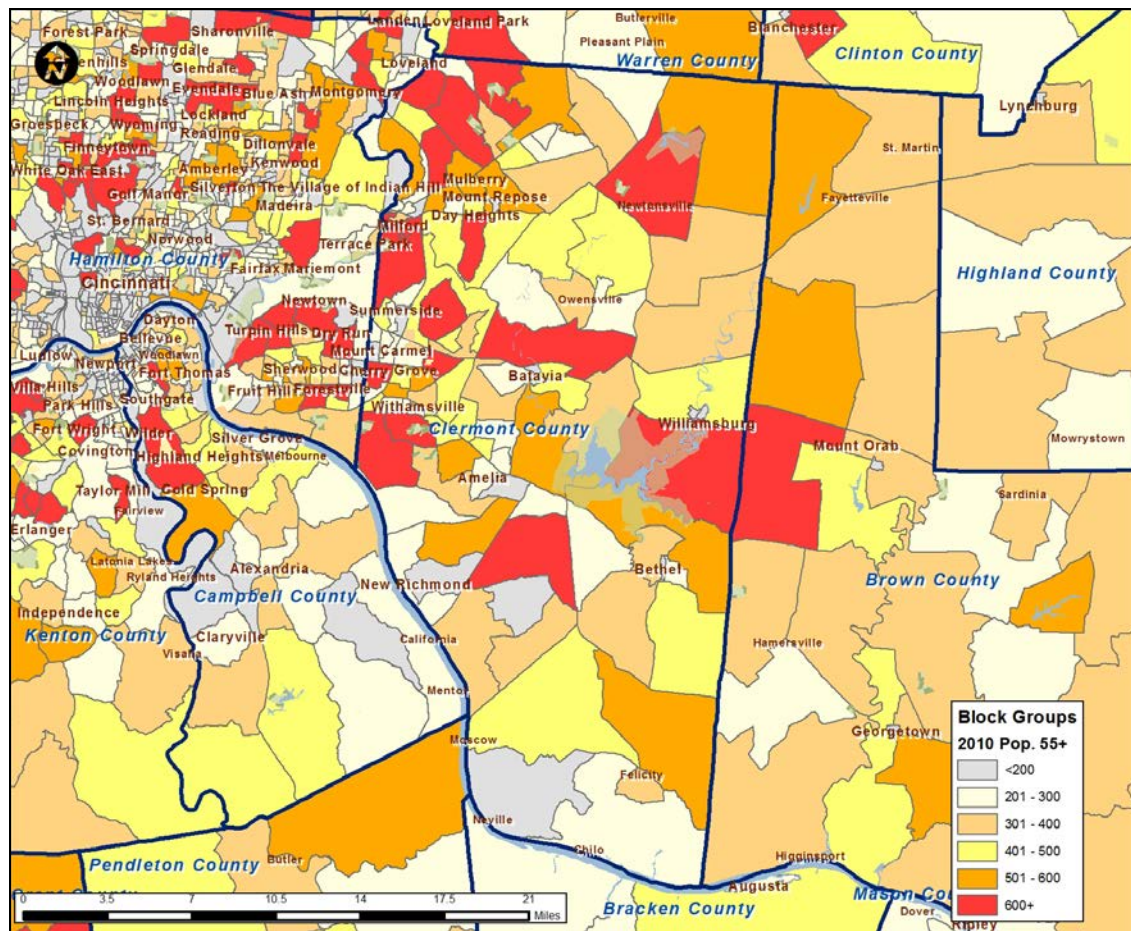 Forest Park
Sharonville
Landen
Loveland Park
Butlerville
Blanchester
Springdale
Pleasant Plain
Clinton County
Glendale
Loveland
Warren County
N
Woodlawn
Evendale
Blue Ash
Montgomery
Lincoln Heights
Lockland
Lynchburg
Groesbeck
Wyoming
Reading
Finneytown
Dillonvale
St. Martin
White Oak East
Amberley
Kenwood
Mulberry
Golf Manor
Silverton
The Village of Indian Hill
Mount Repose
Newtonsville
Fayetteville
Madeira
Day Heights
St. Bernard
Milford
Norwood
Terrace Park
Hamilton County
Fairfax
Mariemont
Highland County
Cincinnati
Newtown
Owensville
Dayton
Summerside
Bellevue
Turpin Hills
Dry Run
Ludlow
Woodlawn
Mount Carmel
Newport
Fort Thomas
Sherwood
Cherry Grove
Batavia
Villa Hills
Fruit Hill
Forestville
Park Hills
Southgate
Withamsville
Fort Wright
Wilder
Clermont County
Williamsburg
Silver Grove
Mount Orab
Mowrystown
Covington
Highland Heights
Melbourne
Amelia
Taylor Mill
Cold Spring
Sardinia
Fairview
Erlanger
Latonia Lakes
Alexandria
Bethel
Ryland Heights
New Richmond
Brown County
Campbell County
Independence
Kenton County
Claryville
California
Hamersville
Visalia
Mentor
Block Groups
2010 Pop. 55+
<200
201 - 300
301 - 400
401 - 500
501 - 600
600+
Georgetown
Moscow
Felicity
Neville
Pendleton County
Butler
Chilo
Higginsport
Augusta
Bracken County
Dover
Ripley
0 3.5 7 10.5 14 17.5 21
Miles